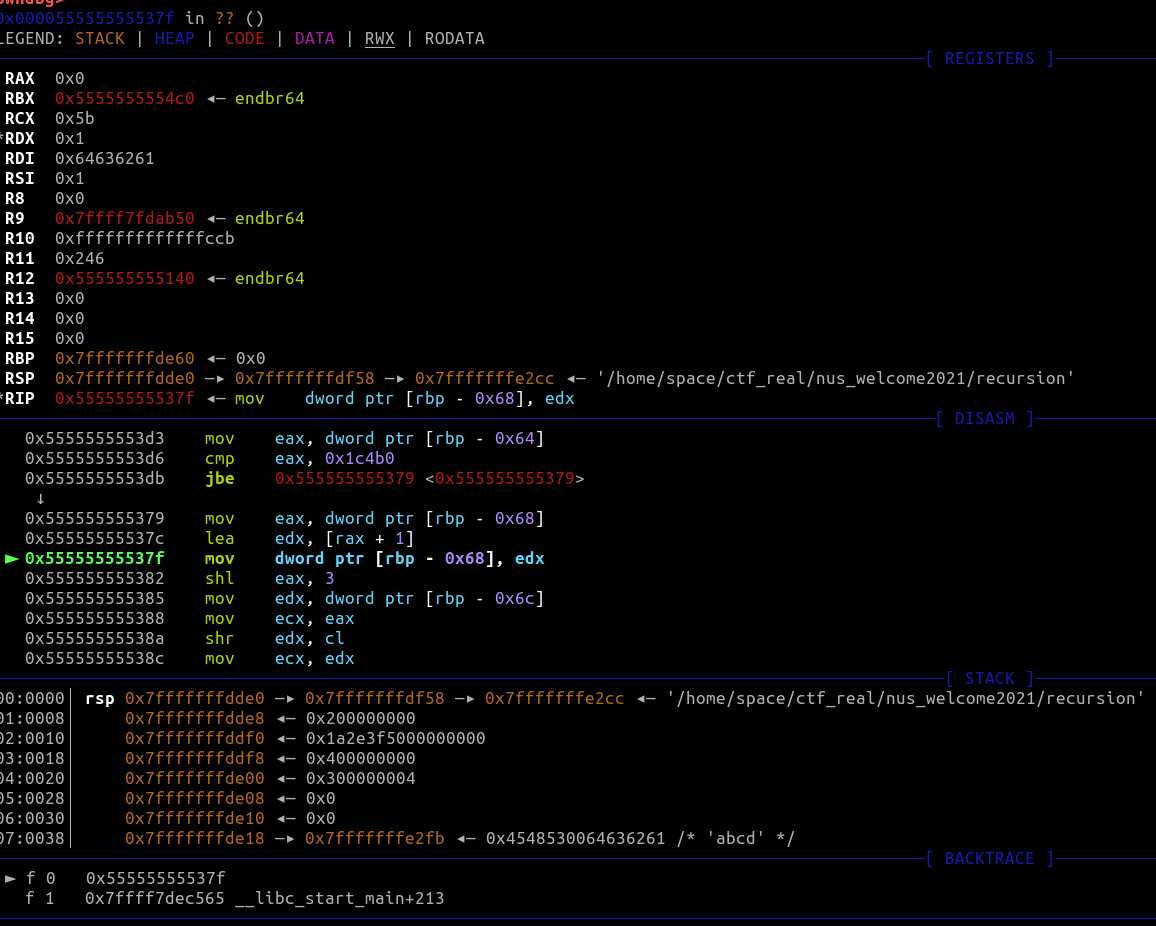 pwndbg>
0x000055555555537f in ?? ()
LEGEND: STACK | HEAP | CODE | DATA | RWX | RODATA
[ REGISTERS ]
RAX  0x0
RBX  0x5555555554c0 ◂— endbr64
RCX  0x5b
*RDX  0x1
RDI  0x64636261
RSI  0x1
R8   0x0
R9   0x7ffff7fdab50 ◂— endbr64
R10  0xfffffffffffffccb
R11  0x246
R12  0x555555555140 ◂— endbr64
R13  0x0
R14  0x0
R15  0x0
RBP  0x7fffffffde60 ◂— 0x0
RSP  0x7fffffffdde0 —▸ 0x7fffffffdf58 —▸ 0x7fffffffe2cc ◂— '/home/space/ctf_real/nus_welcome2021/recursion'
*RIP  0x55555555537f ◂— mov    dword ptr [rbp - 0x68], edx
[ DISASM ]
0x5555555553d3    mov    eax, dword ptr [rbp - 0x64]
0x5555555553d6    cmp    eax, 0x1c4b0
0x5555555553db    jbe    0x555555555379 <0x555555555379>
↓
0x555555555379    mov    eax, dword ptr [rbp - 0x68]
0x55555555537c    lea    edx, [rax + 1]
► 0x55555555537f    mov    dword ptr [rbp - 0x68], edx
0x555555555382    shl    eax, 3
0x555555555385    mov    edx, dword ptr [rbp - 0x6c]
0x555555555388    mov    ecx, eax
0x55555555538a    shr    edx, cl
0x55555555538c    mov    ecx, edx
[ STACK ]
00:0000│ rsp 0x7fffffffdde0 —▸ 0x7fffffffdf58 —▸ 0x7fffffffe2cc ◂— '/home/space/ctf_real/nus_welcome2021/recursion'
01:0008│     0x7fffffffdde8 ◂— 0x200000000
02:0010│     0x7fffffffddf0 ◂— 0x1a2e3f5000000000
03:0018│     0x7fffffffddf8 ◂— 0x400000000
04:0020│     0x7fffffffde00 ◂— 0x300000004
05:0028│     0x7fffffffde08 ◂— 0x0
06:0030│     0x7fffffffde10 ◂— 0x0
07:0038│     0x7fffffffde18 —▸ 0x7fffffffe2fb ◂— 0x4548530064636261 /* 'abcd' */
[ BACKTRACE ]
► f 0   0x55555555537f
f 1   0x7ffff7dec565 __libc_start_main+213